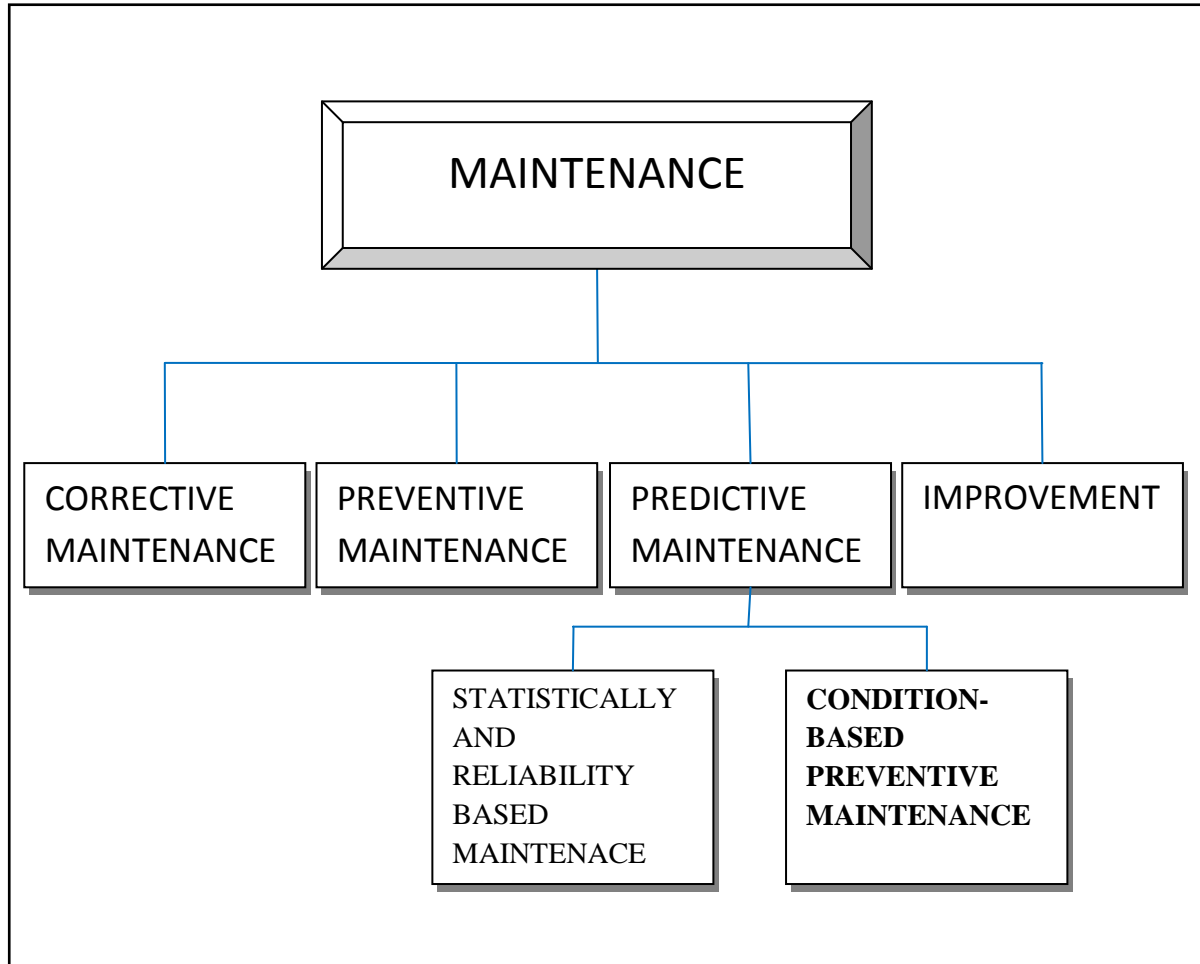 MAINTENANCE
CORRECTIVE
MAINTENANCE
PREVENTIVE
MAINTENANCE
PREDICTIVE
MAINTENANCE
IMPROVEMENT
STATISTICALLY
AND
RELIABILITY
BASED
MAINTENACE
CONDITION-
BASED
PREVENTIVE
MAINTENANCE